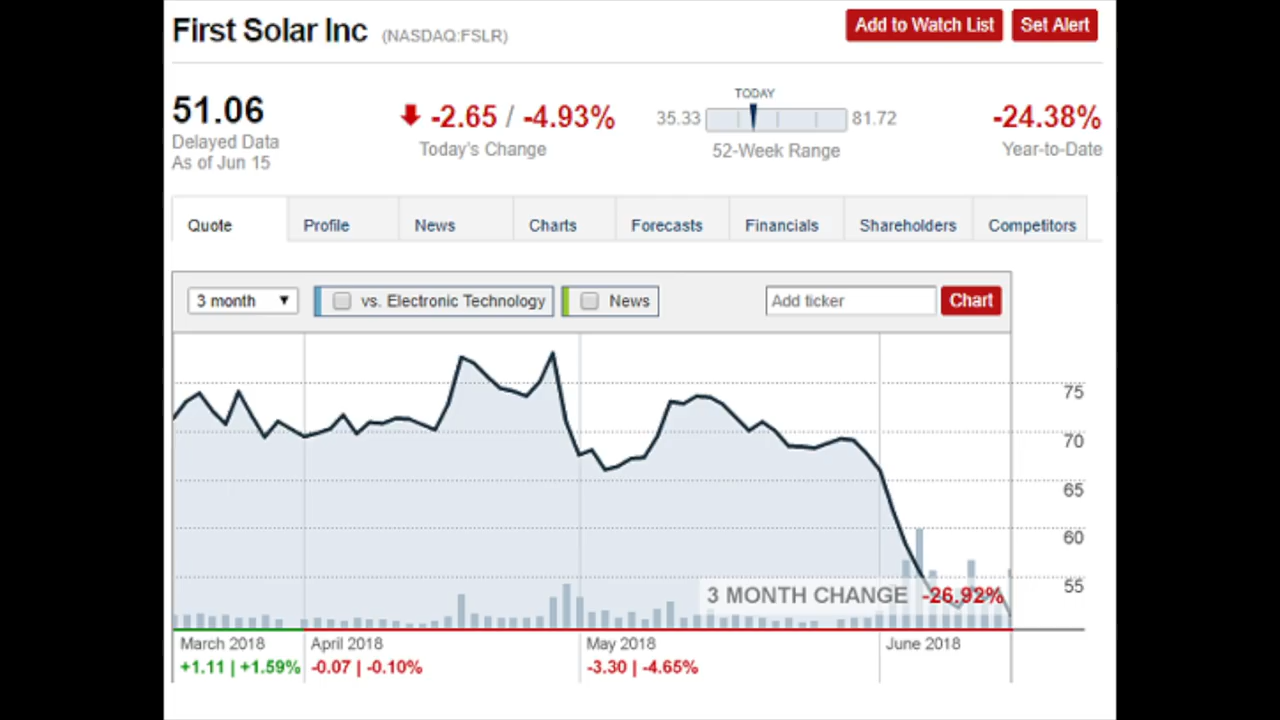 First Solar Inc (NASDAQ:FSLR)
Add to Watch List
Set Alert
51.06
Delayed Data
As of Jun 15
-2.65 / -4.93%
Today's Change
TODAY
35.33
81.72
52-Week Range
-24.38%
Year-to-Date
Quote
Profile
News
Charts
Forecasts
Financials
Shareholders
Competitors
3 month
vs. Electronic Technology
News
Add ticker
Chart
75
70
65
60
55
3 MONTH CHANGE -26.92%
March 2018
+1.11 | +1.59%
April 2018
-0.07 | -0.10%
May 2018
-3.30 | -4.65%
June 2018